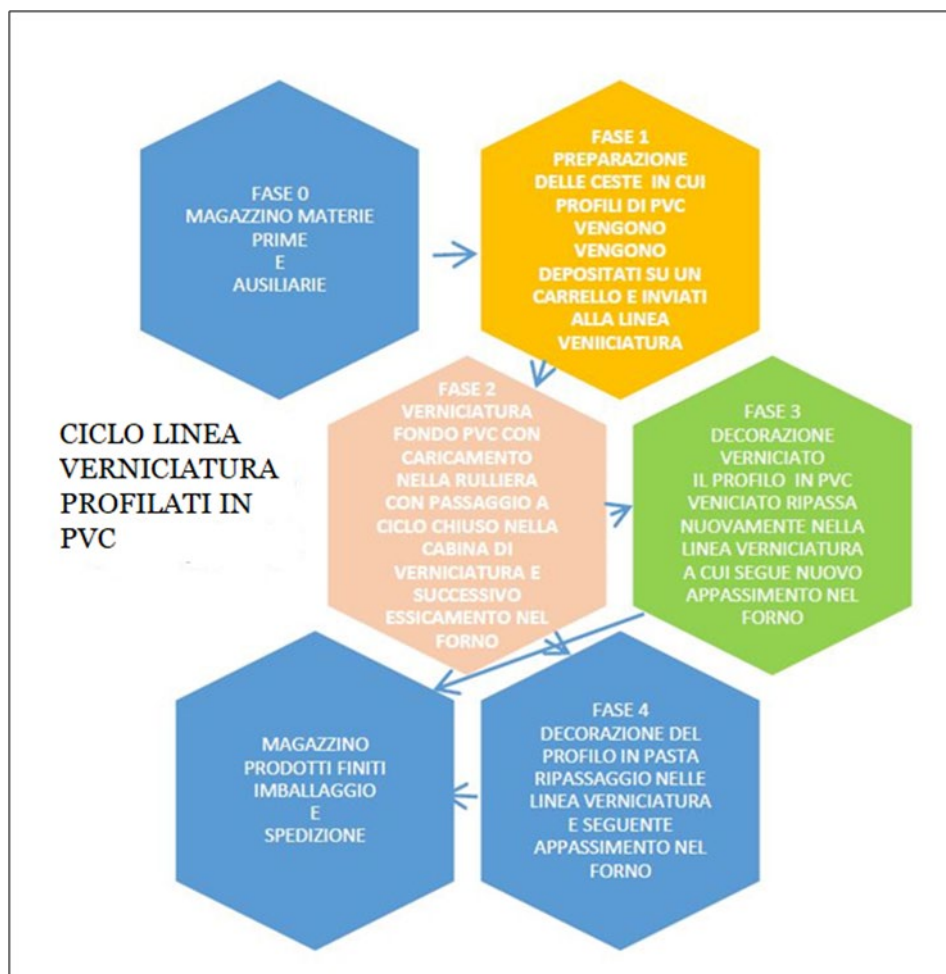 FASE 0
MAGAZZINO MATERIE
PRIME
E
AUSILIARIE
FASE 1
PREPARAZIONE
DELLE CESTE IN CUI
PROFILI DI PVC
VENGONO
VENGONO
DEPOSITATI SU UN
CARRELLO E INVIATI
ALLA LINEA
VENIICIATURA
CICLO LINEA
VERNICIATURA
PROFILATI IN
PVC
FASE 2
VERNICIATURA
FONDO PVC CON
CARICAMENTO
NELLA RULLIERA
CON PASSAGGIO A
CICLO CHIUSO NELLA
CABINA DI
VERNICIATURA E
SUCCESSIVO
ESSICAMENTO NEL
FORNO
FASE 3
DECORAZIONE
VERNICIATO
IL PROFILO IN PVC
VENICIATO RIPASSA
NUOVAMENTE NELLA
LINEA VERNICIATURA
A CUI SEGUE NUOVO
APPASSIMENTO NEL
FORNO
FASE 4
DECORAZIONE DEL
PROFILO IN PASTA
RIPASSAGGIO NELLE
LINEA VERNICIATURA
E SEGUENTE
APPASSIMENTO NEL
FORNO
MAGAZZINO
PRODOTTI FINITI
IMBALLAGGIO
E
SPEDIZIONE